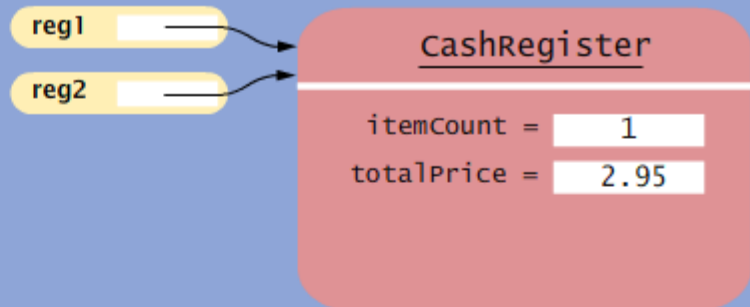 reg1
reg2
CashRegister
itemCount = 1
totalPrice = 2.95